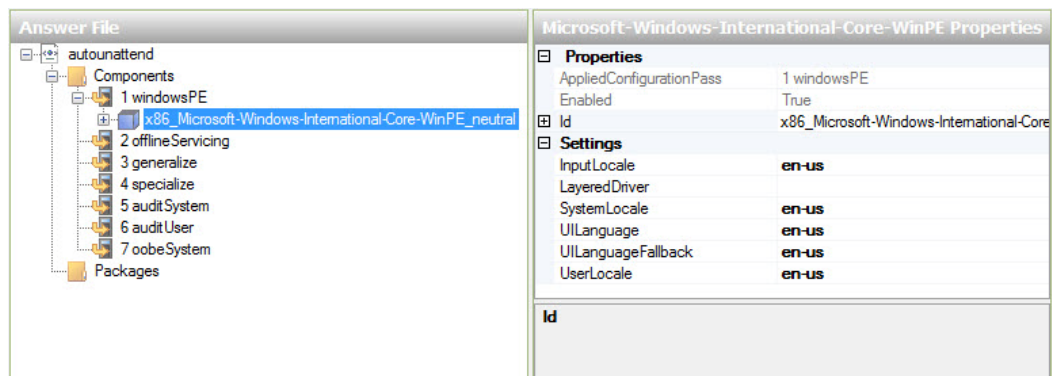 Answer File
autounattend
Components
1 windowsPE
x86_Microsoft-Windows-International-Core-WinPE_neutral
2 offlineServicing
3 generalize
4 specialize
5 auditSystem
6 auditUser
7 oobeSystem
Packages
Microsoft-Windows-International-Core-WinPE Properties
Properties
AppliedConfigurationPass 1 windowsPE
Enabled True
Id x86_Microsoft-Windows-International-Core
Settings
InputLocale en-us
LayeredDriver
SystemLocale en-us
UILanguage en-us
UILanguageFallback en-us
UserLocale en-us
Id